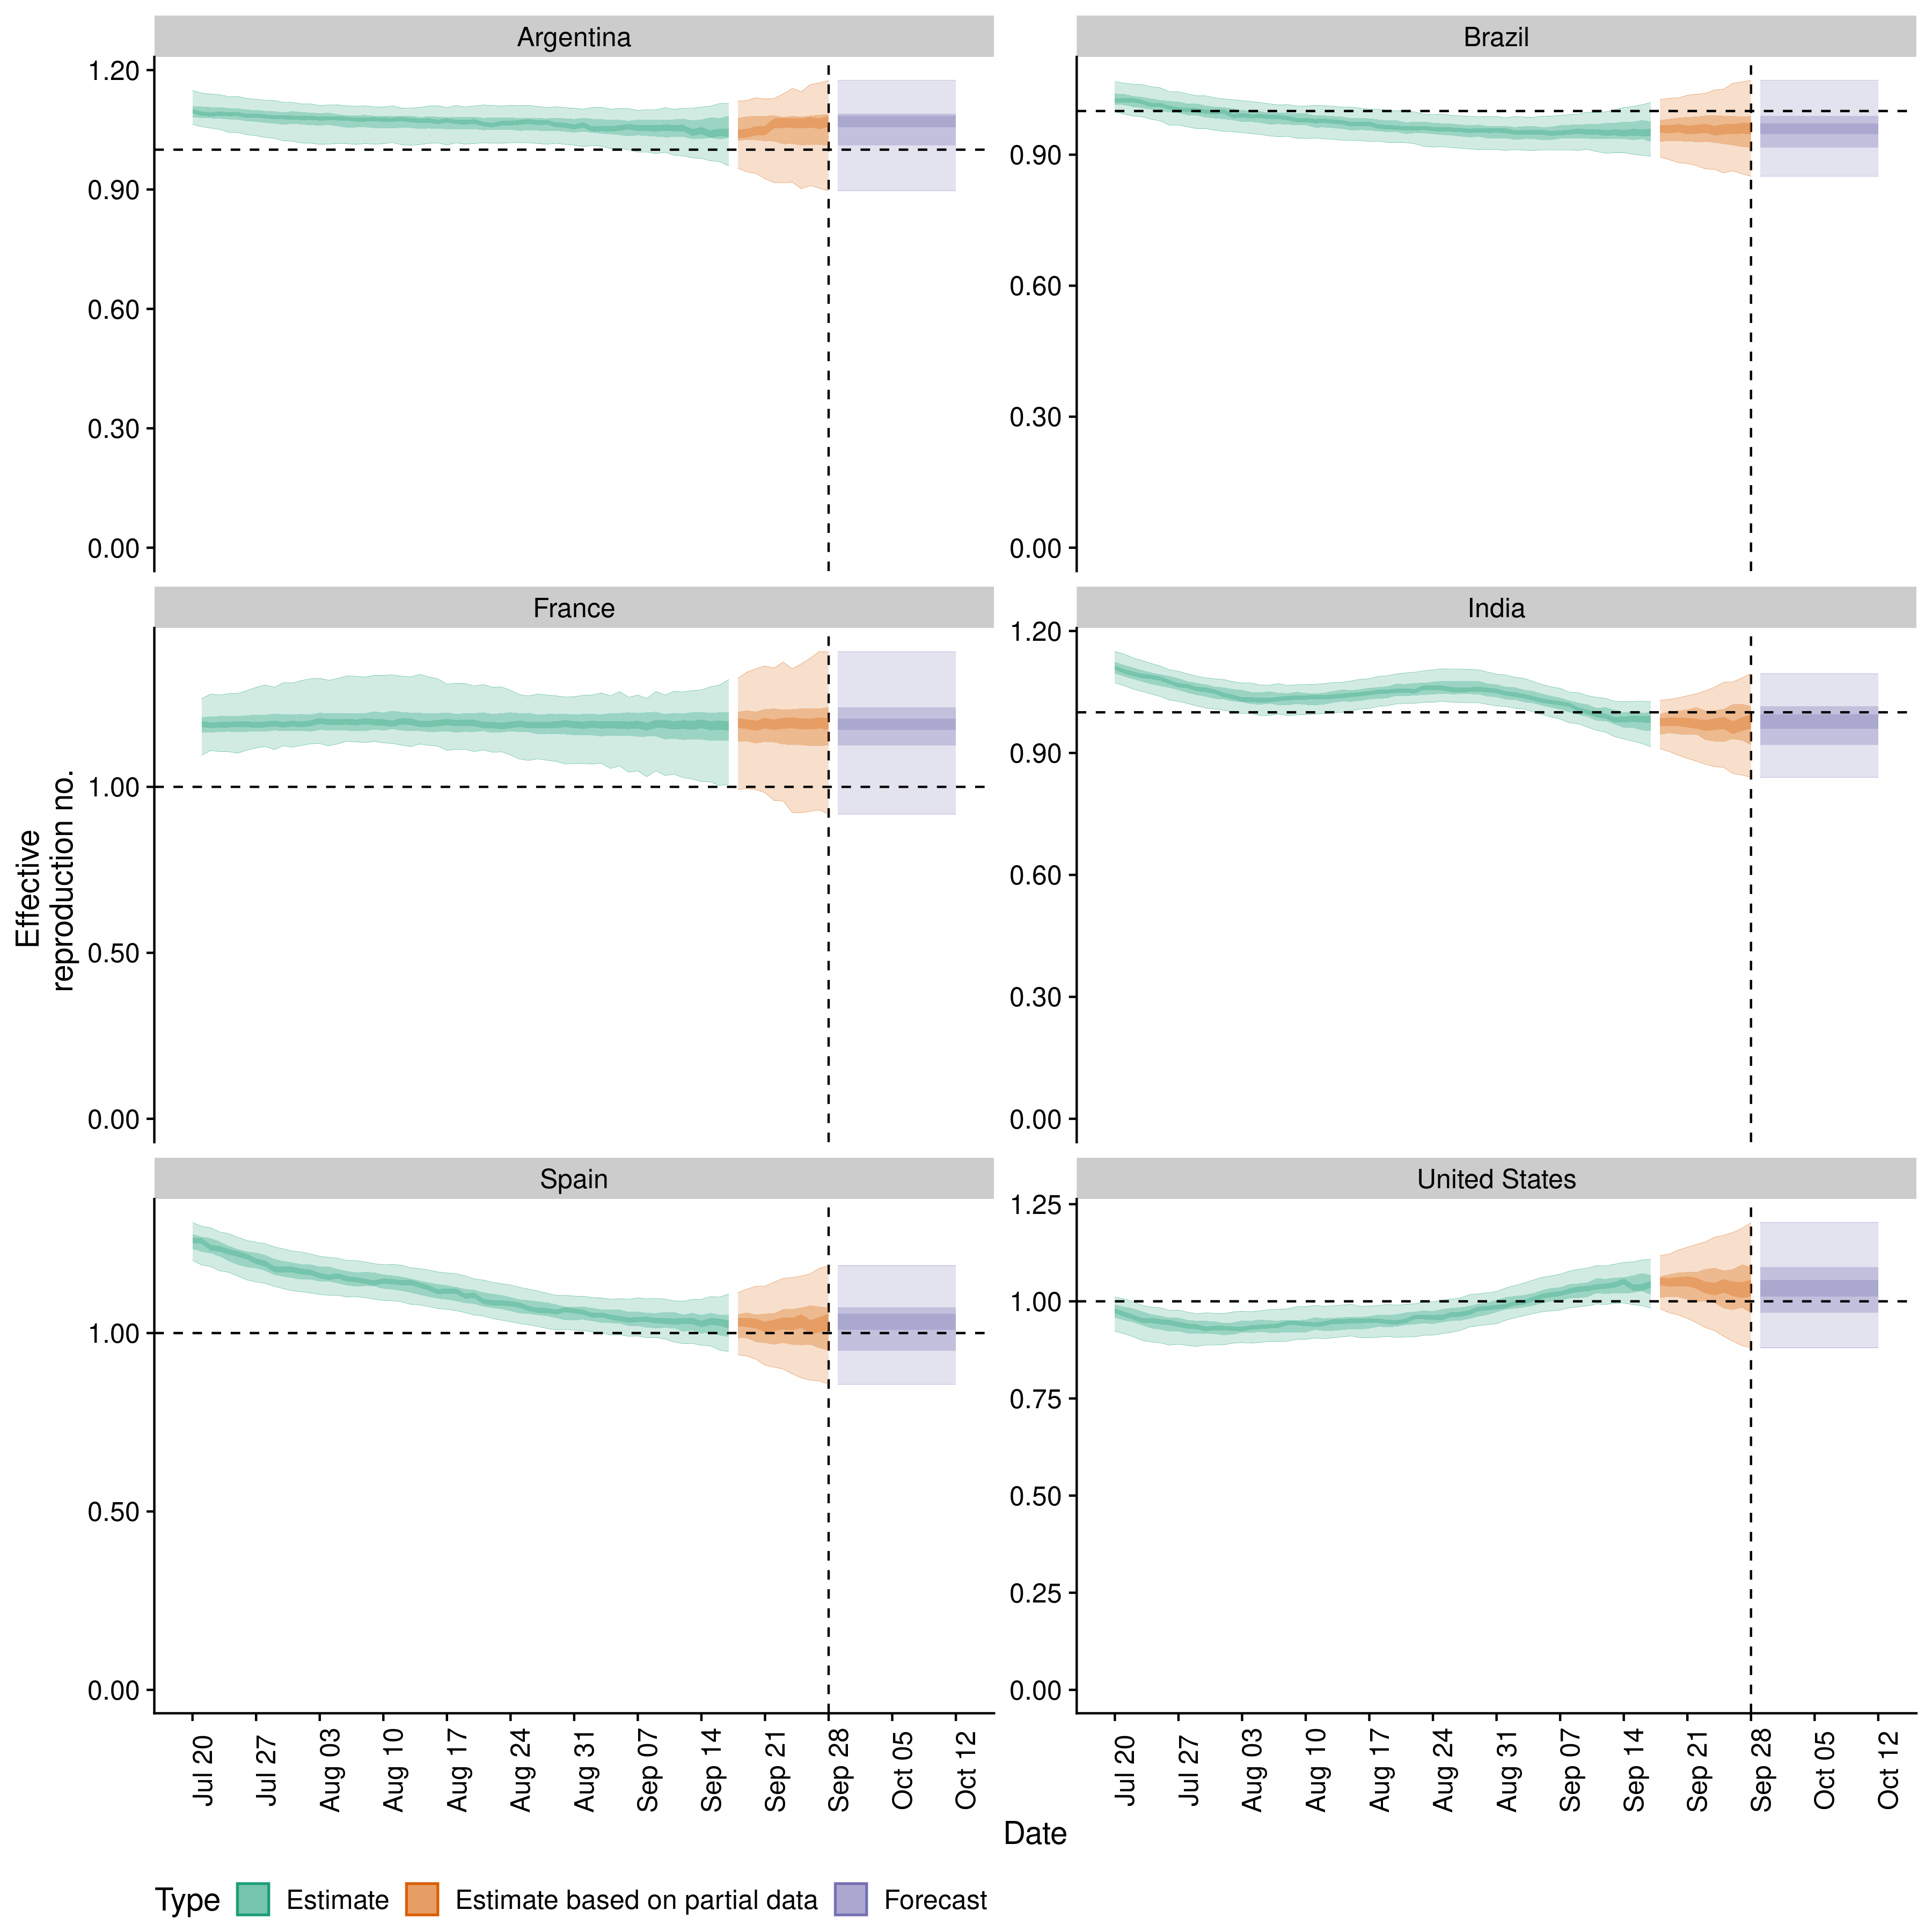 Argentina
Brazil
1.20
0.90
0.60
0.30
0.00
0.90
0.60
0.30
0.00
France
India
1.00
0.50
0.00
1.20
0.90
0.60
0.30
0.00
Effective
reproduction no.
Spain
United States
1.00
0.50
0.00
1.25
1.00
0.75
0.50
0.25
0.00
Jul 20
Jul 27
Aug 03
Aug 10
Aug 17
Aug 24
Aug 31
Sep 07
Sep 14
Sep 21
Sep 28
Oct 05
Oct 12
Jul 20
Jul 27
Aug 03
Aug 10
Aug 17
Aug 24
Aug 31
Sep 07
Sep 14
Sep 21
Sep 28
Oct 05
Oct 12
Date
Type Estimate Estimate based on partial data Forecast